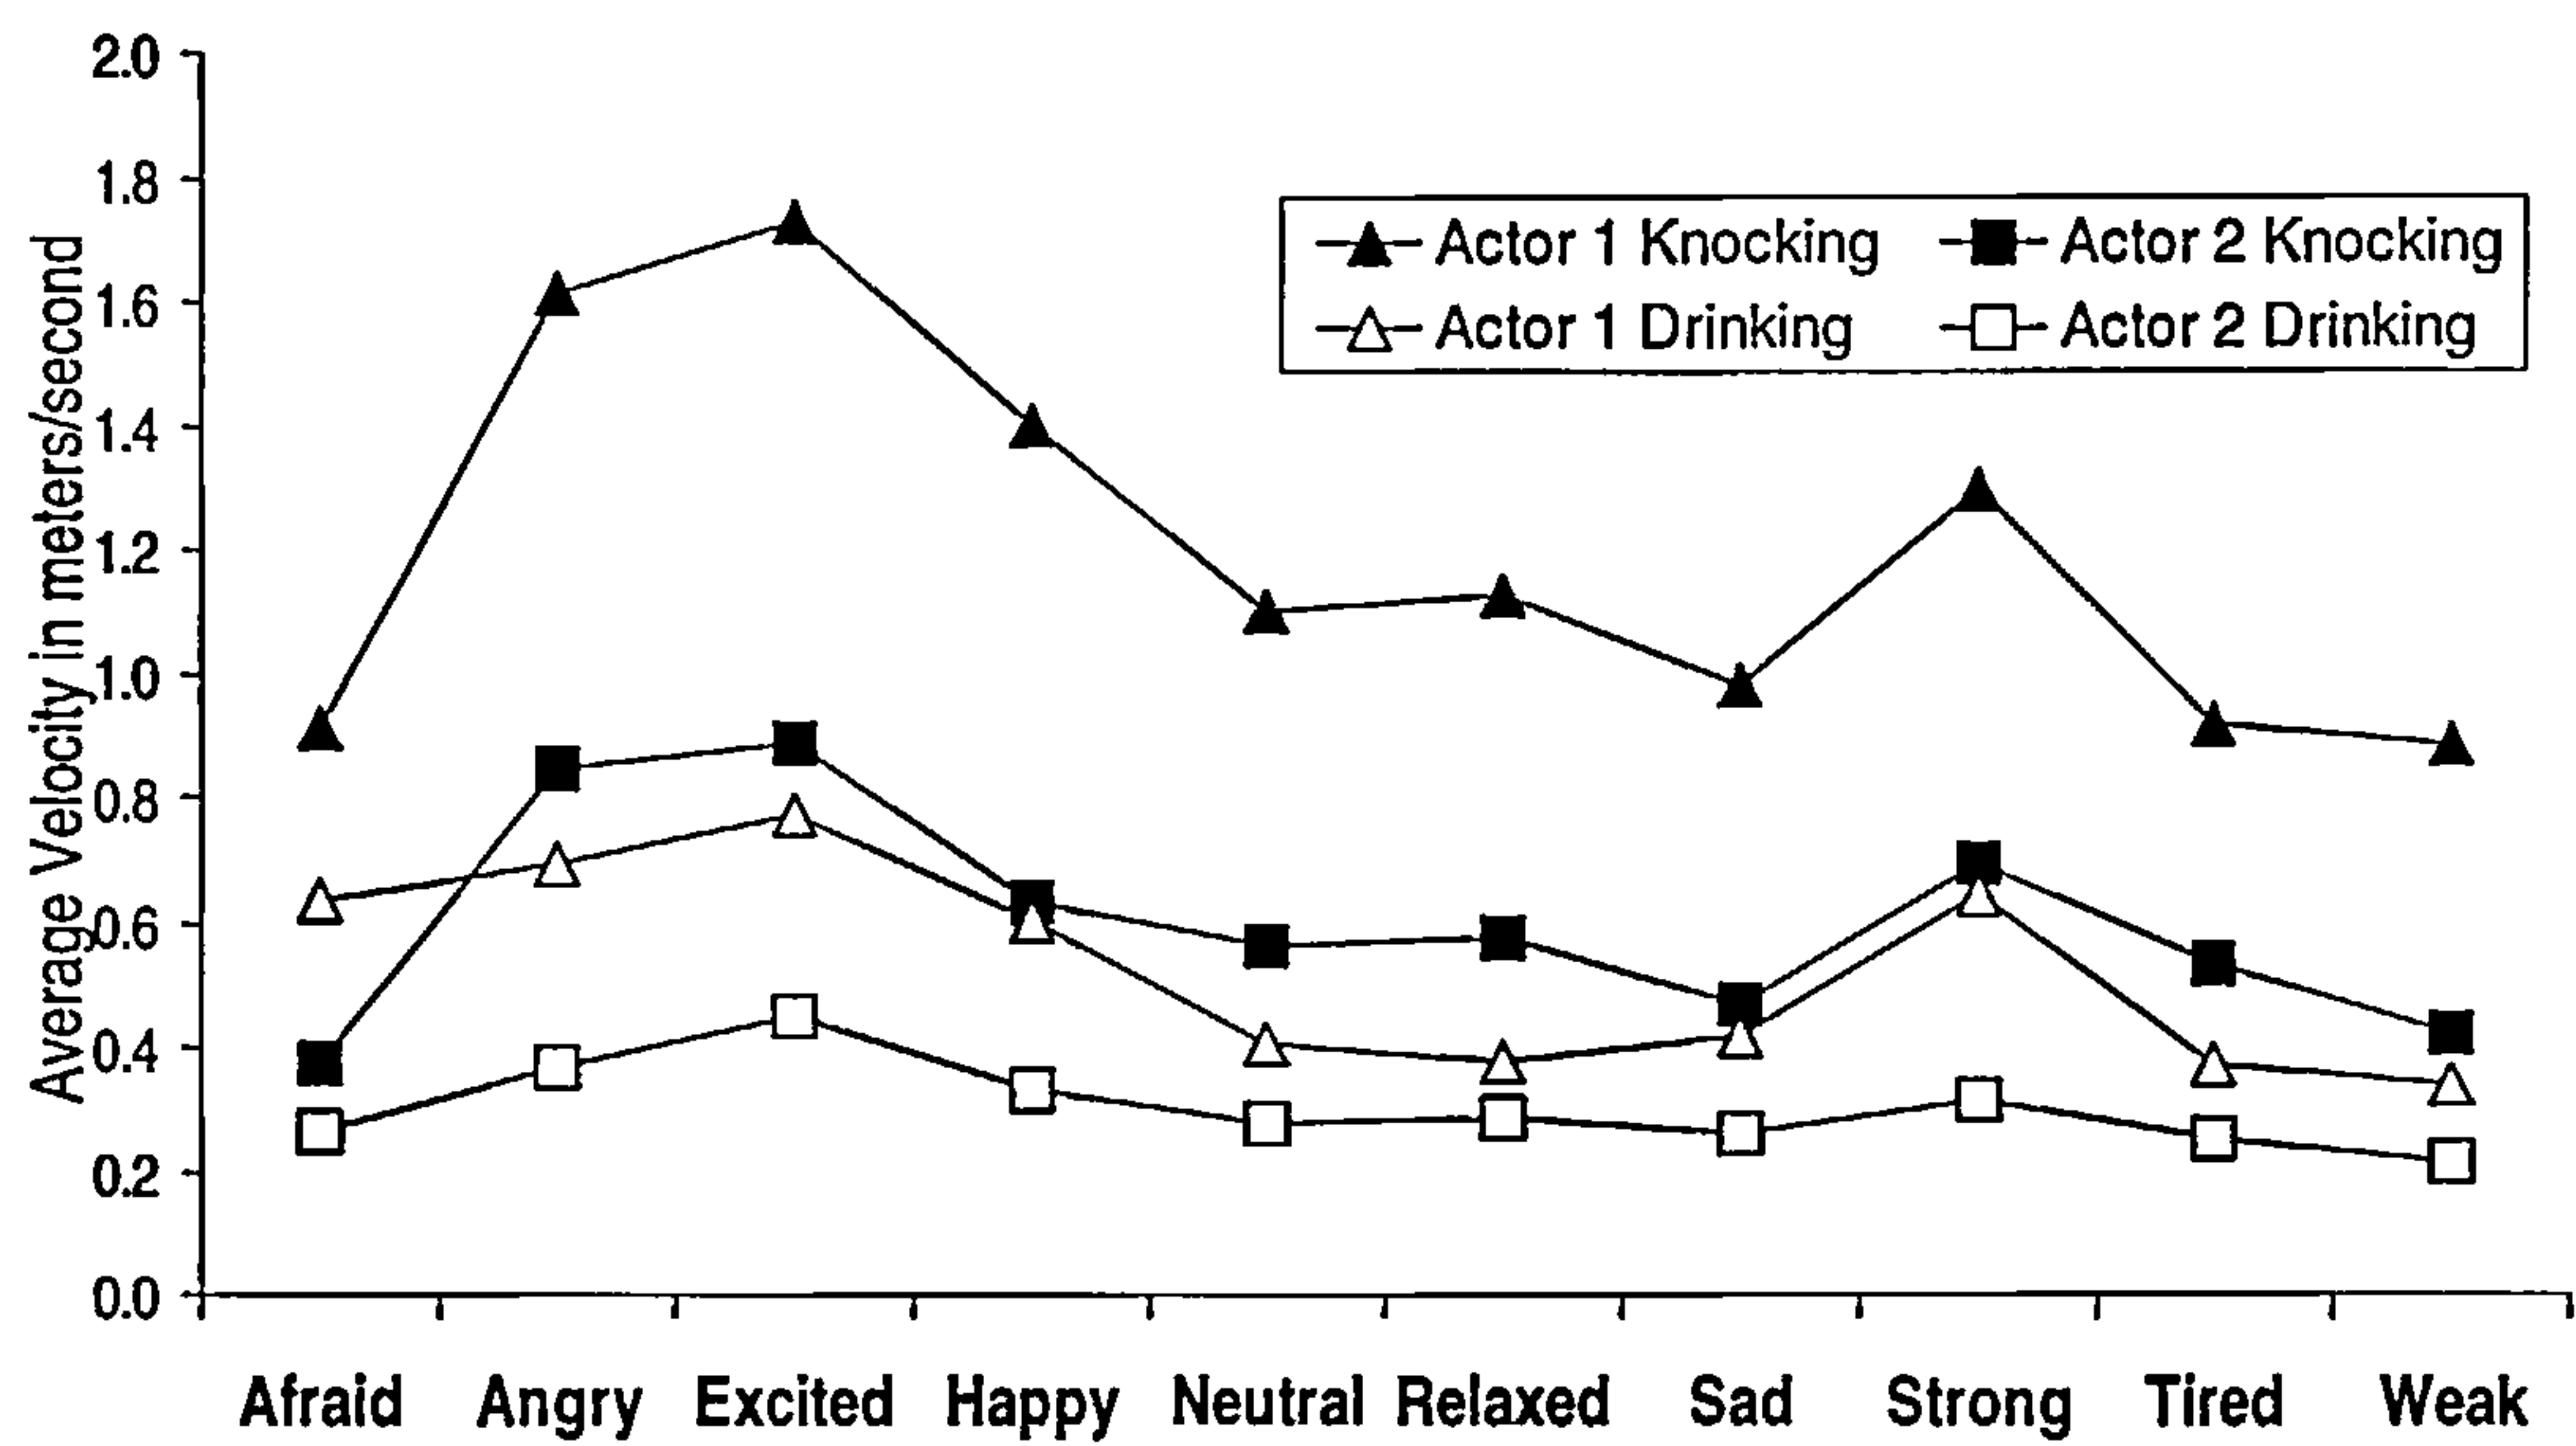 Average Velocity in meters/second
2.0
1.8
1.6
1.4
1.2
1.0
0.8
0.6
0.4
0.2
0.0
Actor 1 Knocking
Actor 2 Knocking
Actor 1 Drinking
Actor 2 Drinking
Afraid Angry Excited Happy Neutral Relaxed Sad Strong Tired Weak